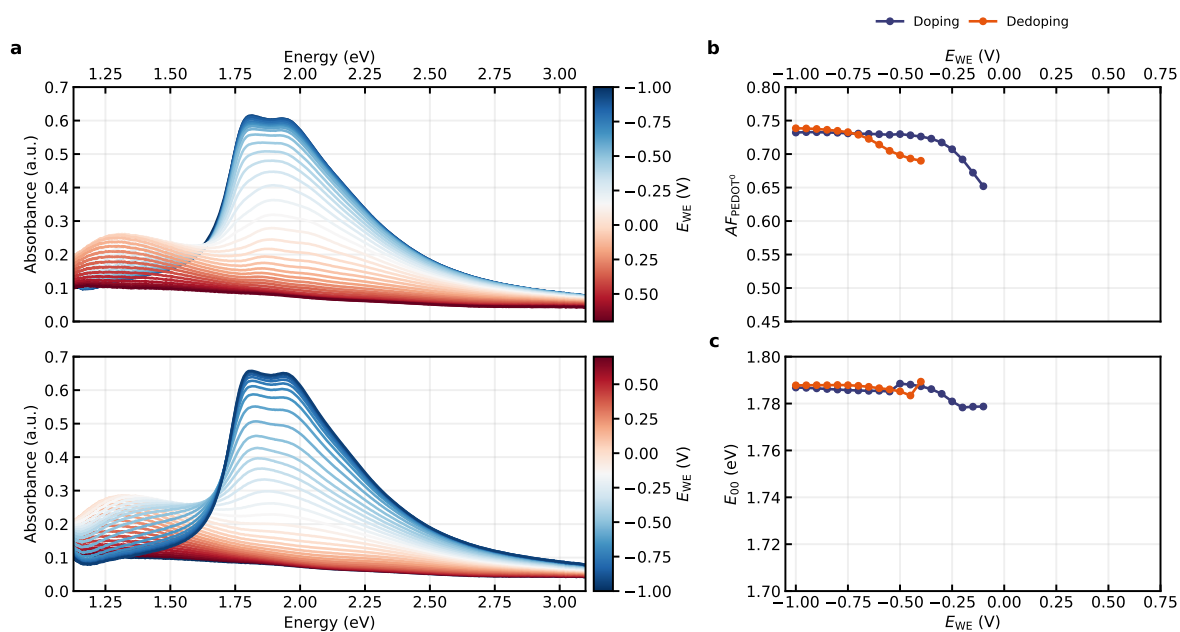 Doping Dedoping
a
Energy (eV)
1.25 1.50 1.75 2.00 2.25 2.50 2.75 3.00
Absorbance (a.u.)
0.7
0.6
0.5
0.4
0.3
0.2
0.1
0.0
−1.00
−0.75
−0.50
−0.25
0.00
0.25
0.50
E_WE (V)
0.7
0.6
0.5
0.4
0.3
0.2
0.1
0.0
Absorbance (a.u.)
1.25 1.50 1.75 2.00 2.25 2.50 2.75 3.00
Energy (eV)
0.50
0.25
0.00
−0.25
−0.50
−0.75
−1.00
E_WE (V)
b
E_WE (V)
−1.00 −0.75 −0.50 −0.25 0.00 0.25 0.50 0.75
0.80
0.75
0.70
0.65
0.60
0.55
0.50
0.45
AF_PEDOT⁰
c
1.80
1.78
1.76
1.74
1.72
1.70
E_00 (eV)
−1.00 −0.75 −0.50 −0.25 0.00 0.25 0.50 0.75
E_WE (V)